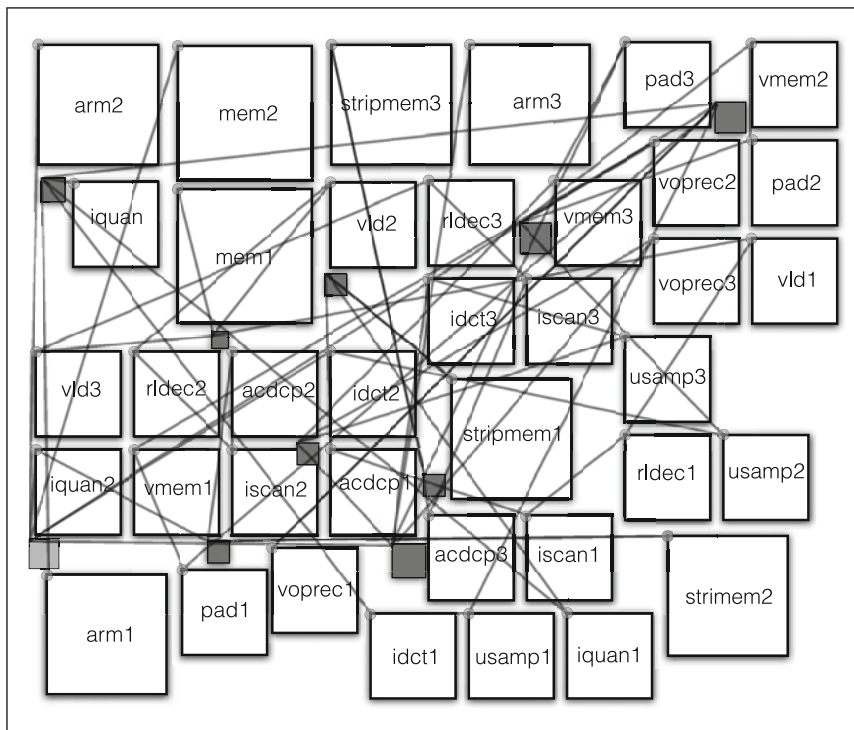 arm2
mem2
stripmem3
arm3
pad3
vmem2
iquan
mem1
vld2
rldec3
vmem3
voprec2
pad2
idct3
iscan3
voprec3
vld1
vld3
rldec2
acdcp2
idct2
stripmem1
usamp3
iquan2
vmem1
iscan2
acdcp1
rldec1
usamp2
arm1
pad1
voprec1
acdcp3
iscan1
strimem2
idct1
usamp1
iquan1